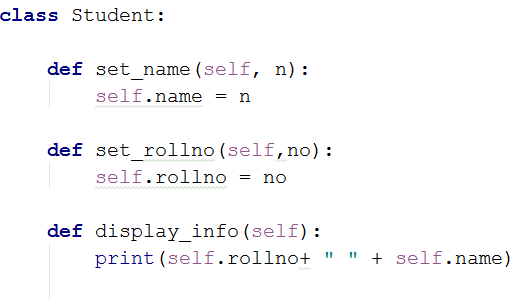 class Student:
def set_name(self, n):
self.name = n
def set_rollno(self,no):
self.rollno = no
def display_info(self):
print(self.rollno+ " " + self.name)